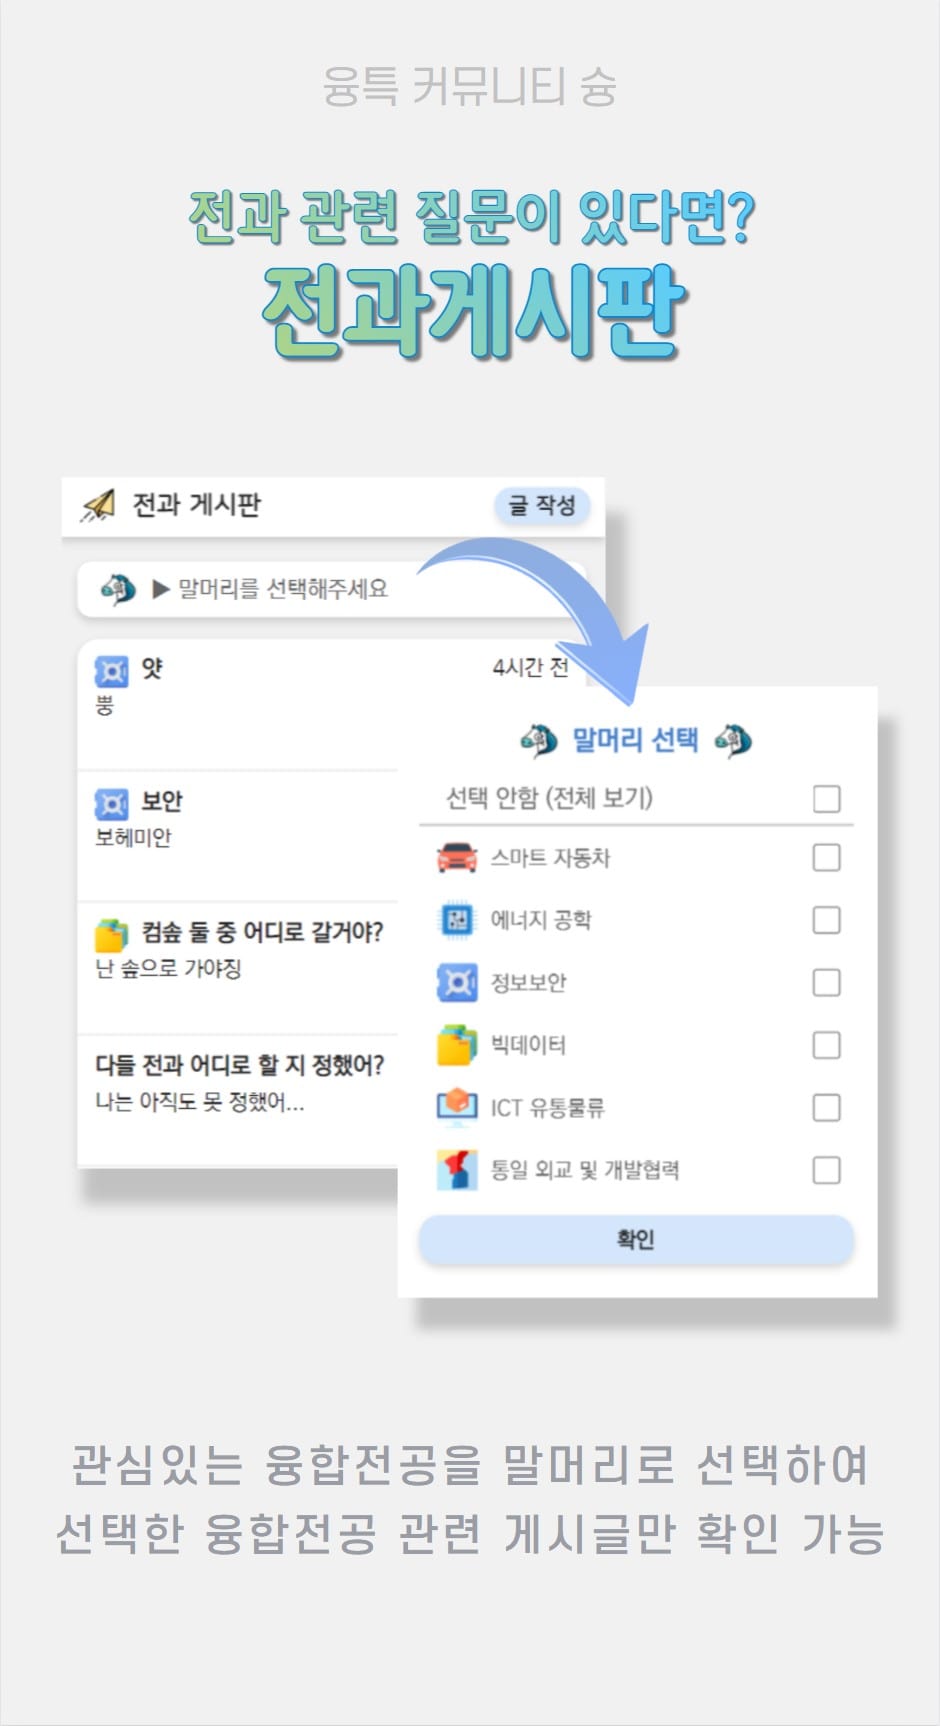 융특 커뮤니티 슝
전과 관련 질문이 있다면?
전과게시판
전과 게시판
글 작성
▶ 말머리를 선택해주세요
얏
4시간 전
뿡
보안
보헤미안
컴솦 둘 중 어디로 갈거야?
난 솦으로 가야징
다들 전과 어디로 할 지 정했어?
나는 아직도 못 정했어...
말머리 선택
선택 안함 (전체 보기)
스마트 자동차
에너지 공학
정보보안
빅데이터
ICT 유통물류
통일 외교 및 개발협력
확인
관심있는 융합전공을 말머리로 선택하여
선택한 융합전공 관련 게시글만 확인 가능